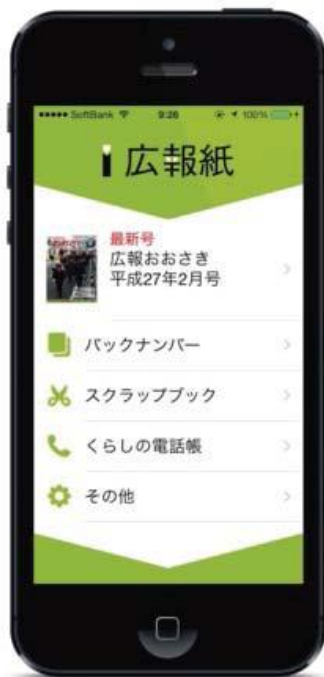 SoftBank 9:26 100%
i 広報紙
最新号
広報おおさき
平成27年2月号
バックナンバー
スクラップブック
くらしの電話帳
その他